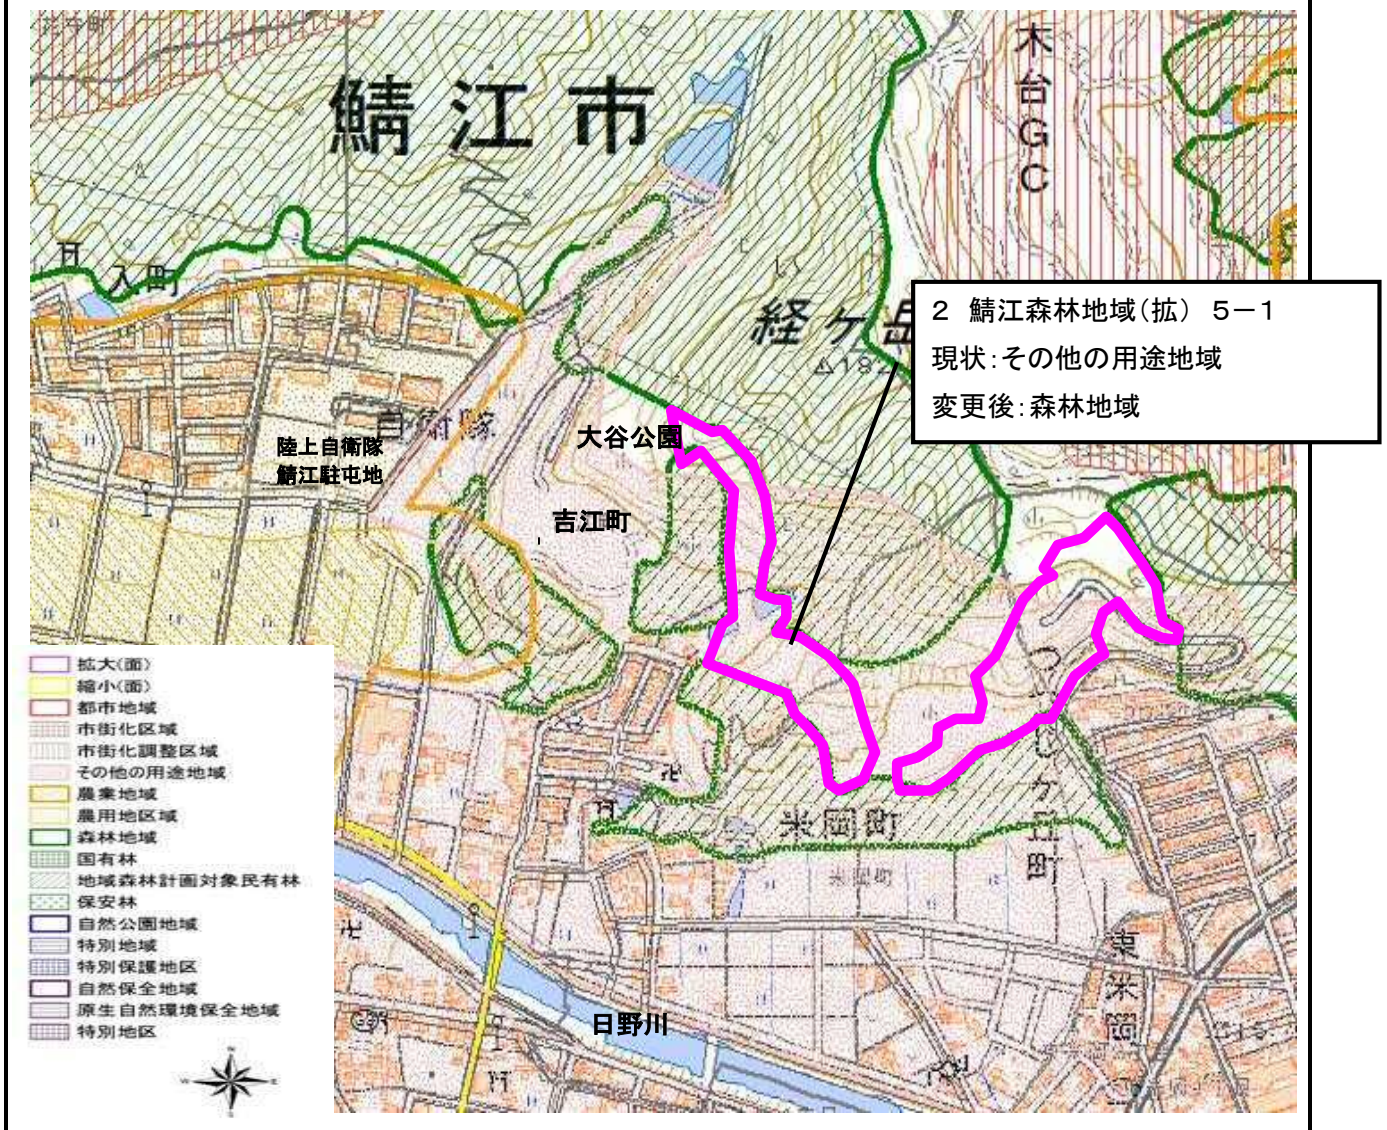 鯖江市
木台GC
入町
経ヶ岳
2 鯖江森林地域(拡) 5-1
現状:その他の用途地域
変更後:森林地域
自衛隊
陸上自衛隊
鯖江駐屯地
大谷公園
吉江町
つつじケ丘町
米岡町
米岡町
東米岡
日野川
拡大(面)
縮小(面)
都市地域
市街化区域
市街化調整区域
その他の用途地域
農業地域
農用地区域
森林地域
国有林
地域森林計画対象民有林
保安林
自然公園地域
特別地域
特別保護地区
自然保全地域
原生自然環境保全地域
特別地区
N
W
E
S